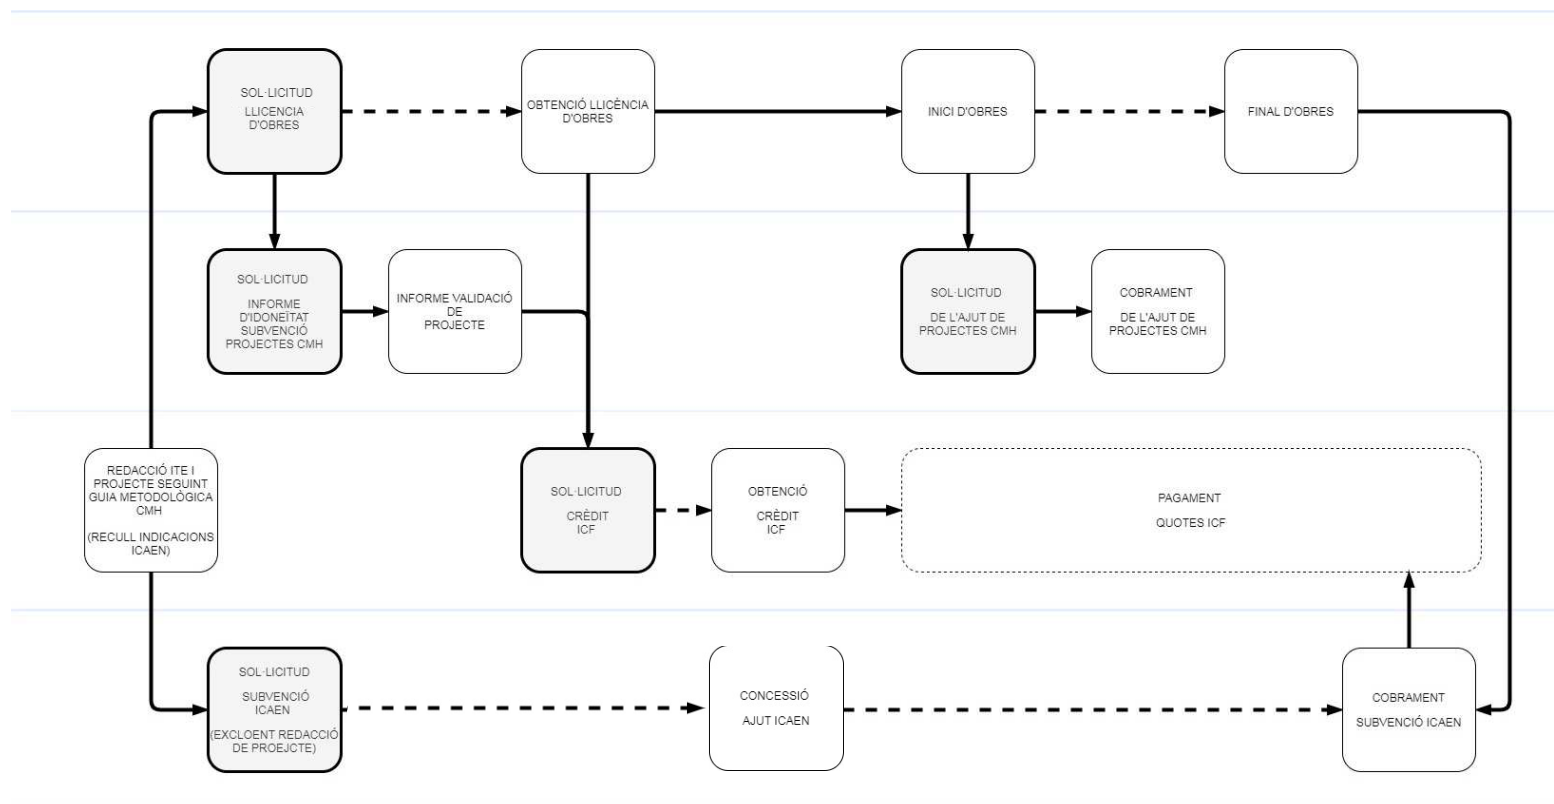 SOL·LICITUD
LLICENCIA
D'OBRES
OBTENCIÓ LLICÈNCIA
D'OBRES
INICI D'OBRES
FINAL D'OBRES
SOL·LICITUD
INFORME
D'IDONEÏTAT
SUBVENCIÓ
PROJECTES CMH
INFORME VALIDACIÓ
DE
PROJECTE
SOL·LICITUD
DE L'AJUT DE
PROJECTES CMH
COBRAMENT
DE L'AJUT DE
PROJECTES CMH
REDACCIÓ ITE I
PROJECTE SEGUINT
GUIA METODOLÒGICA
CMH
(RECULL INDICACIONS
ICAEN)
SOL·LICITUD
CRÈDIT
ICF
OBTENCIÓ
CRÈDIT
ICF
PAGAMENT
QUOTES ICF
SOL·LICITUD
SUBVENCIÓ
ICAEN
(EXCLOENT REDACCIÓ
DE PROEJCTE)
CONCESSIÓ
AJUT ICAEN
COBRAMENT
SUBVENCIÓ ICAEN